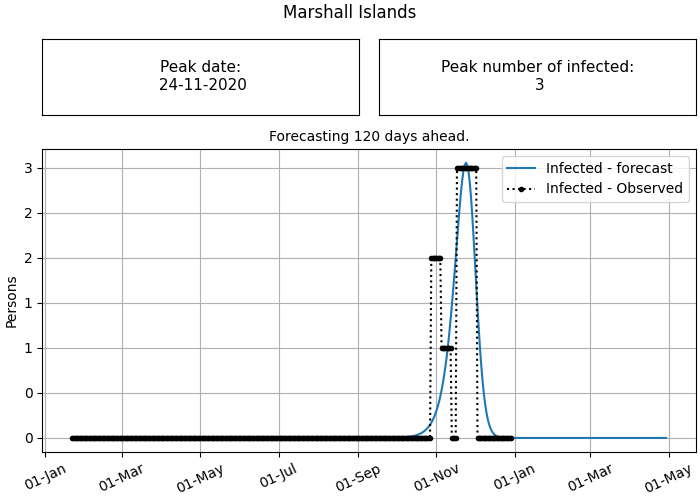 Marshall Islands
Peak date:
24-11-2020
Peak number of infected:
3
Forecasting 120 days ahead.
Infected - forecast
Infected - Observed
Persons
3
2
2
1
1
0
0
01-Jan
01-Mar
01-May
01-Jul
01-Sep
01-Nov
01-Jan
01-Mar
01-May